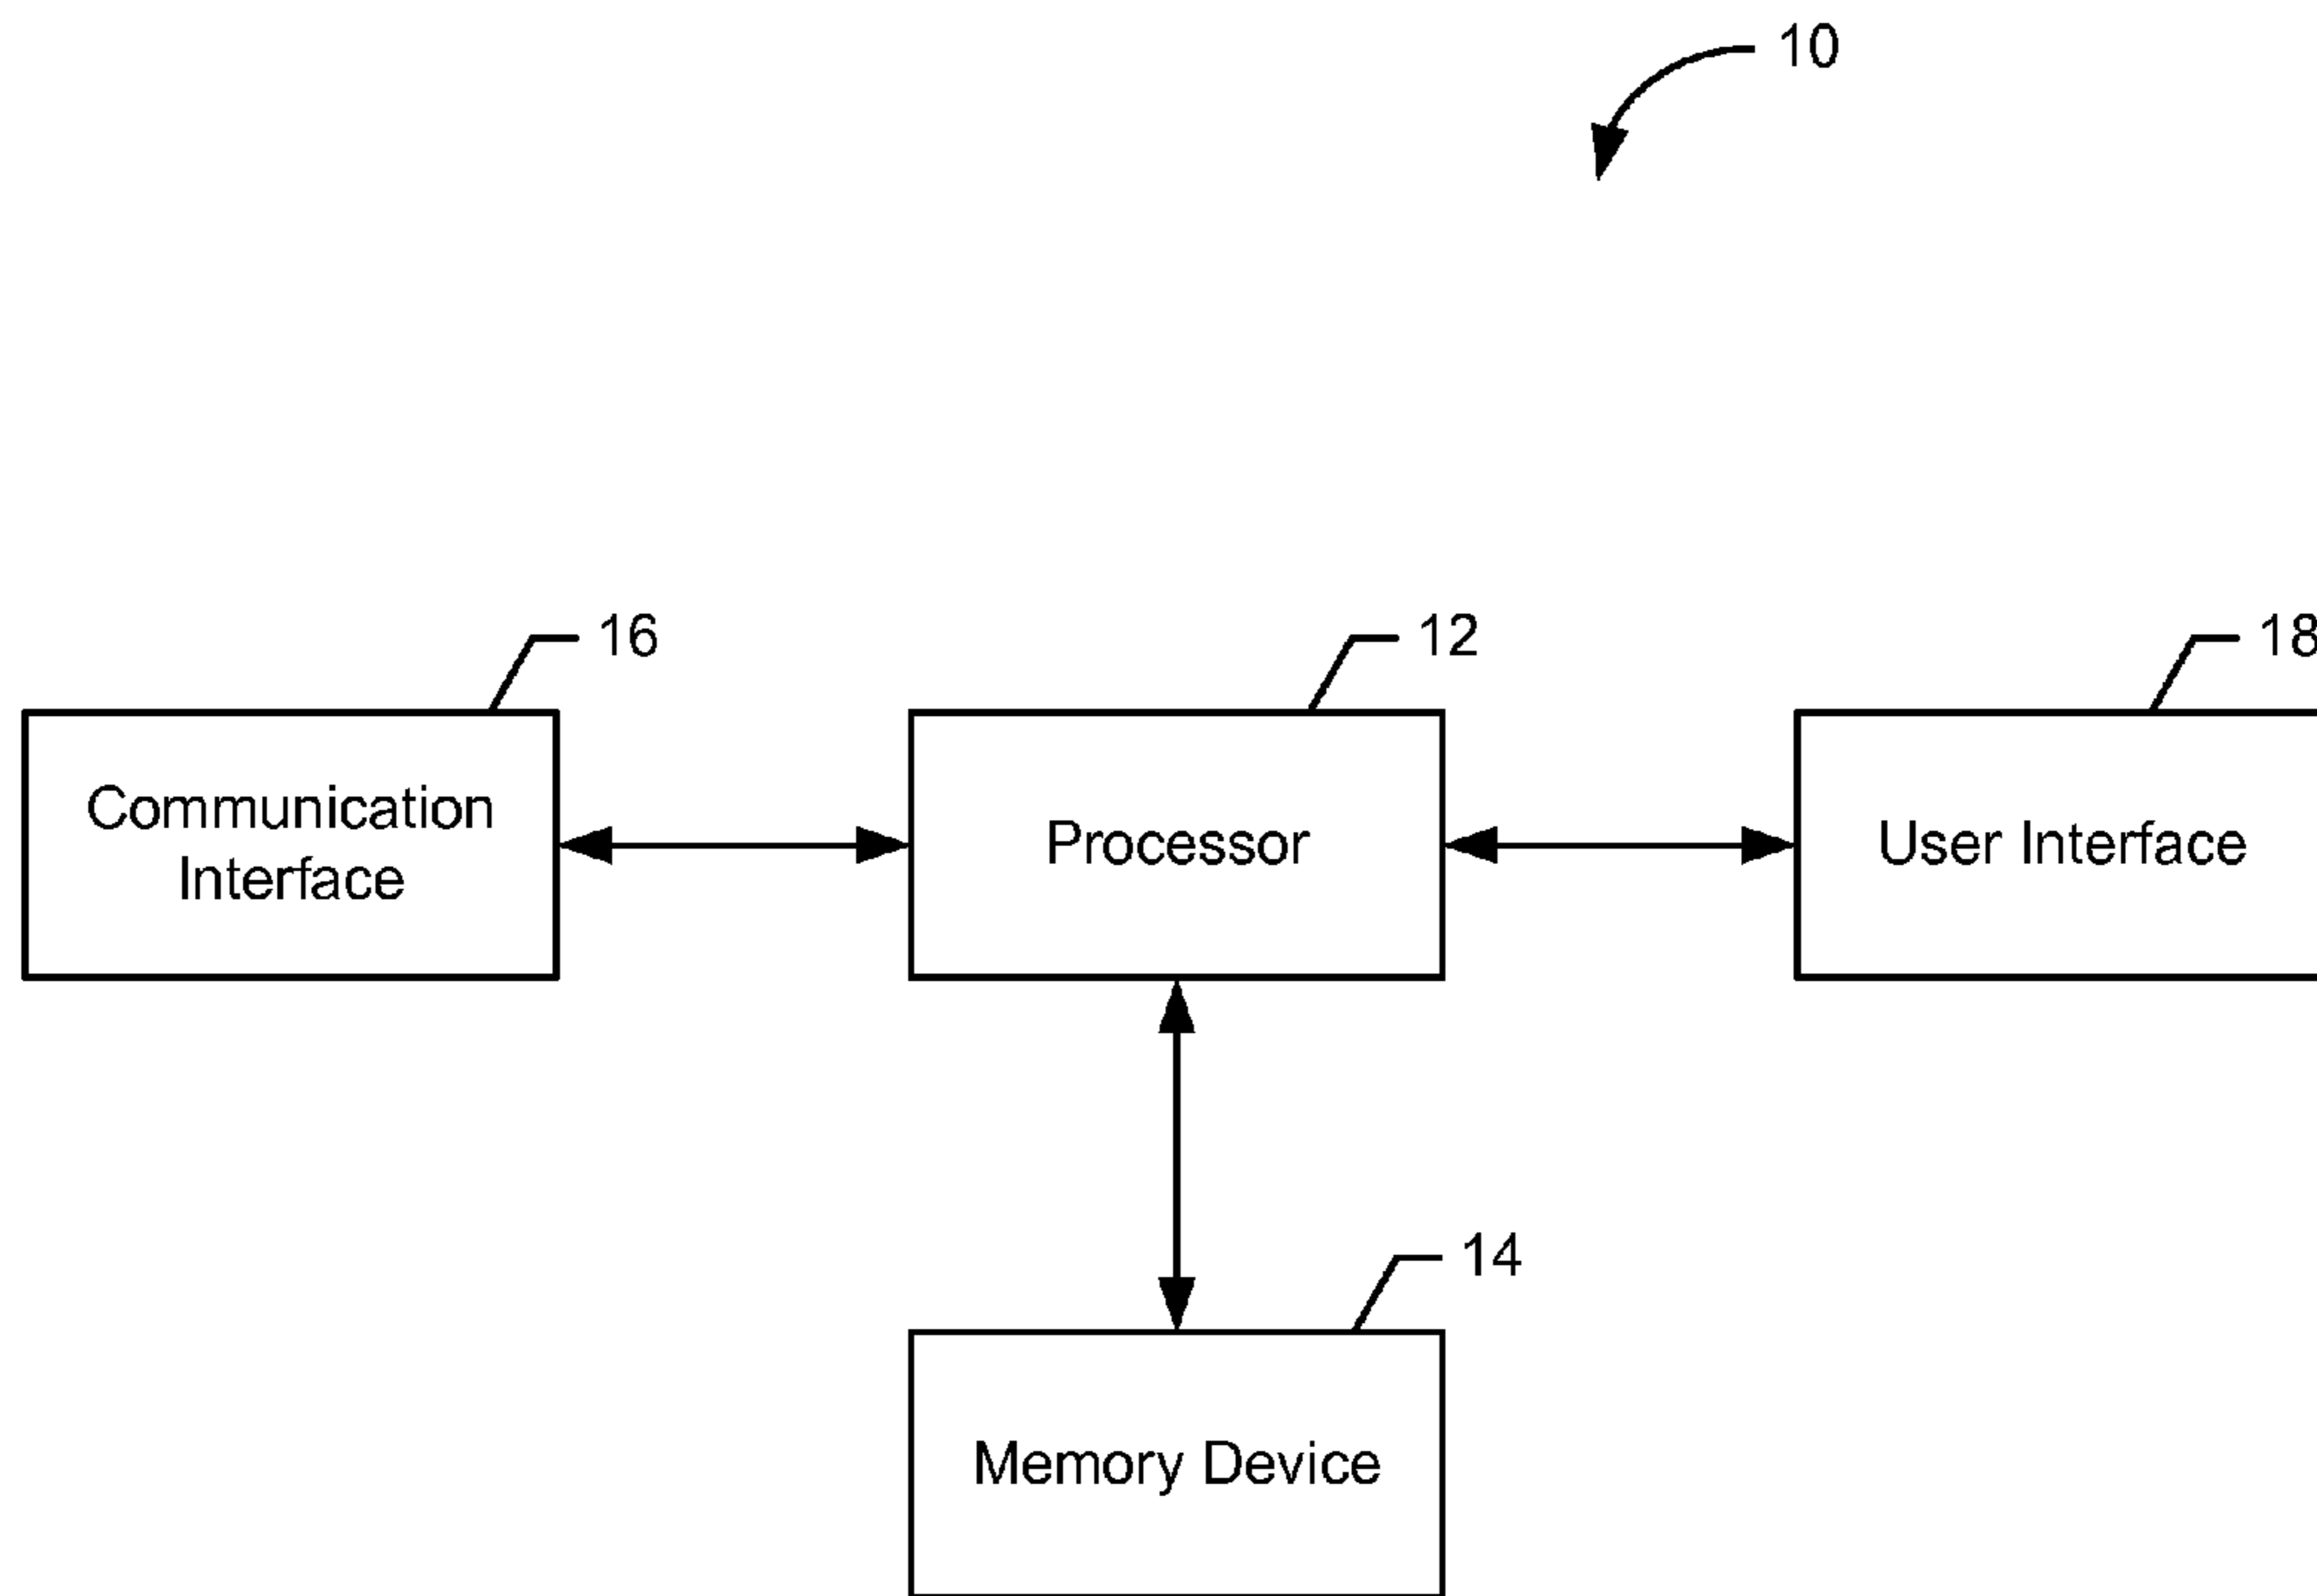 10
16
12
18
Communication
Interface
Processor
User Interface
14
Memory Device